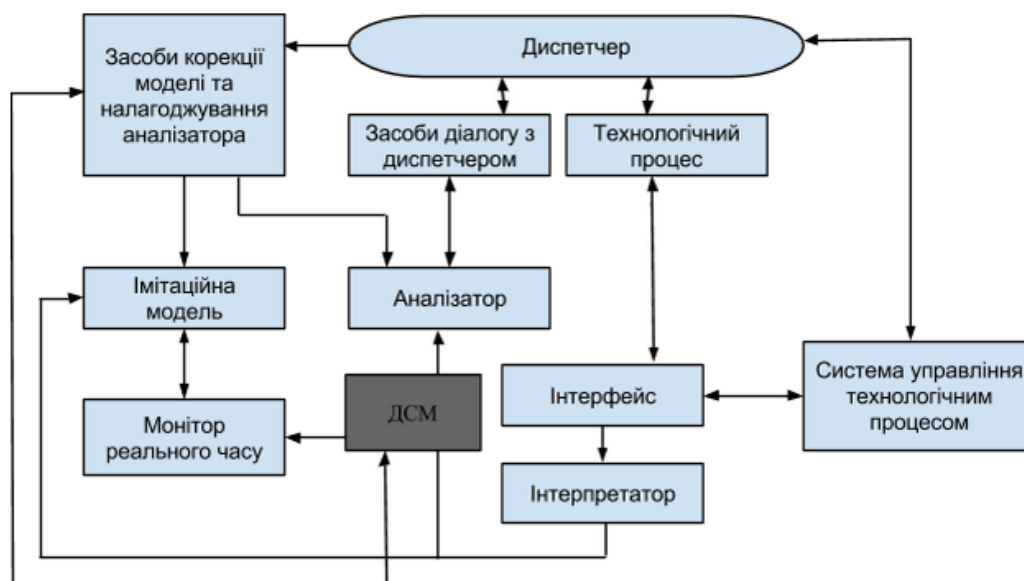 Засоби корекції
моделі та
налагоджування
аналізатора
Диспетчер
Засоби діалогу з
диспетчером
Технологічний
процес
Імітаційна
модель
Аналізатор
Система управління
технологічним
процесом
ДСМ
Інтерфейс
Монітор
реального часу
Інтерпретатор